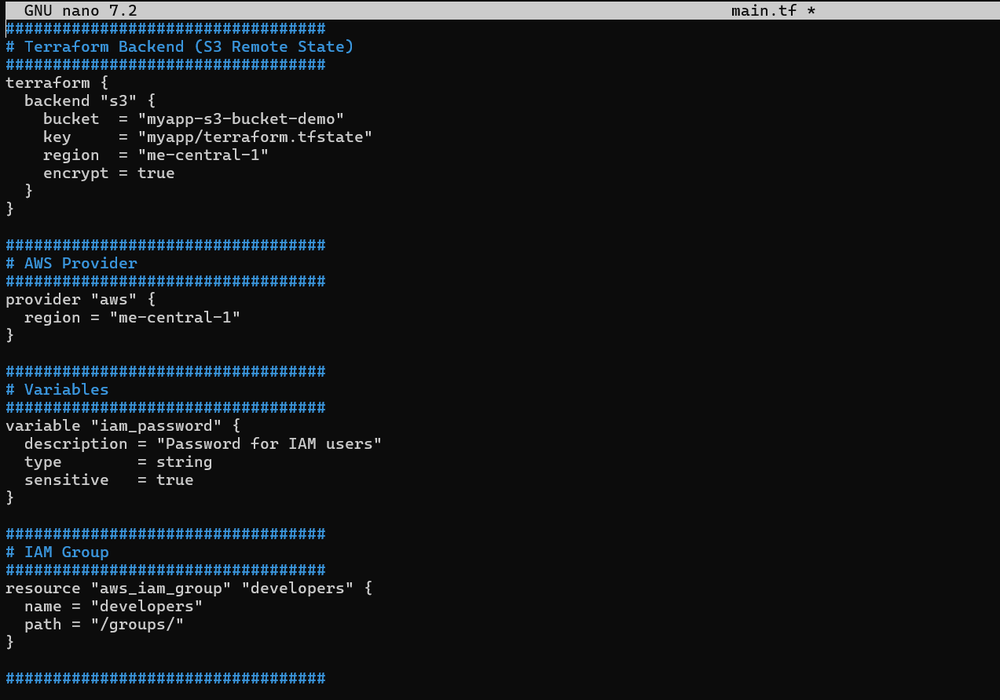 GNU nano 7.2 main.tf *
##################################
# Terraform Backend (S3 Remote State)
##################################
terraform {
  backend "s3" {
    bucket  = "myapp-s3-bucket-demo"
    key     = "myapp/terraform.tfstate"
    region  = "me-central-1"
    encrypt = true
  }
}

##################################
# AWS Provider
##################################
provider "aws" {
  region = "me-central-1"
}

##################################
# Variables
##################################
variable "iam_password" {
  description = "Password for IAM users"
  type        = string
  sensitive   = true
}

##################################
# IAM Group
##################################
resource "aws_iam_group" "developers" {
  name = "developers"
  path = "/groups/"
}

##################################